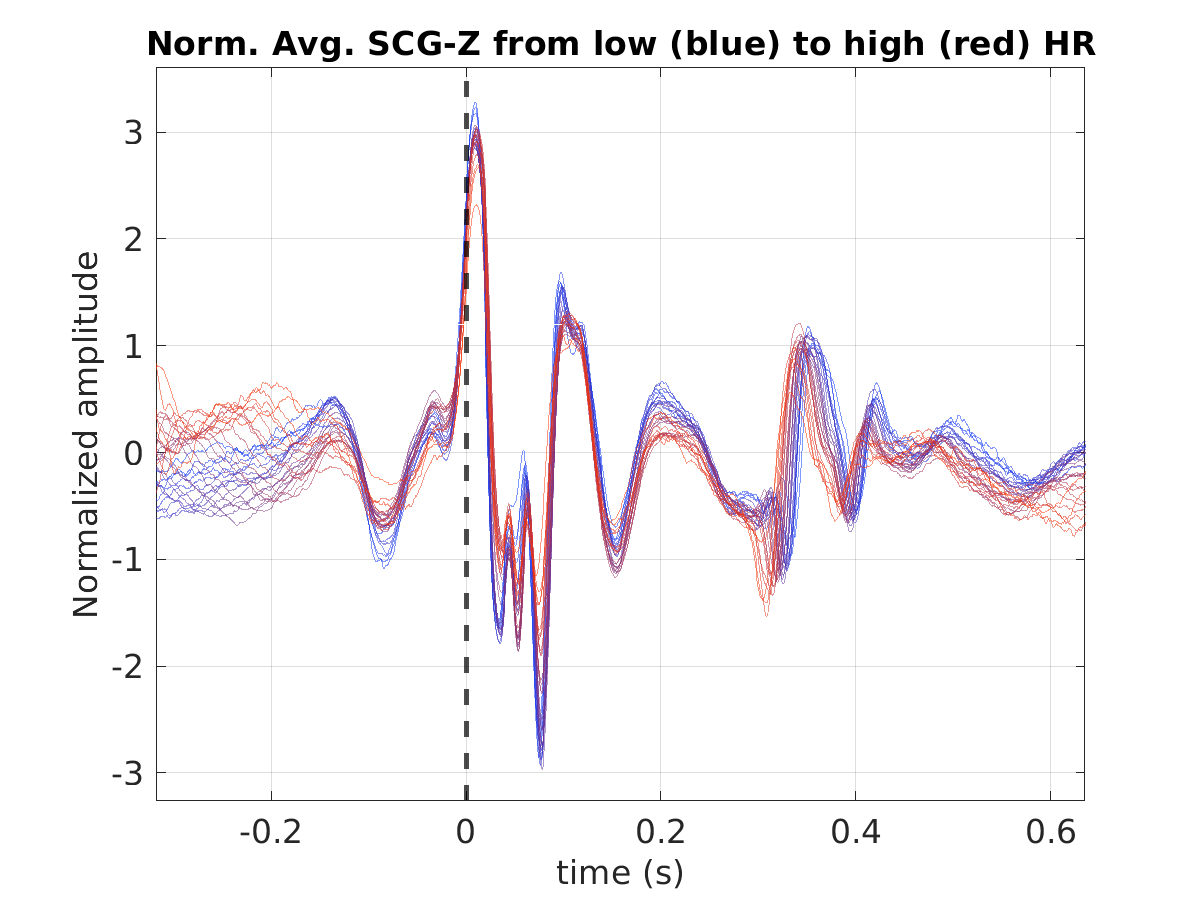 Norm. Avg. SCG-Z from low (blue) to high (red) HR
Normalized amplitude
3
2
1
0
-1
-2
-3
-0.2 0 0.2 0.4 0.6
time (s)